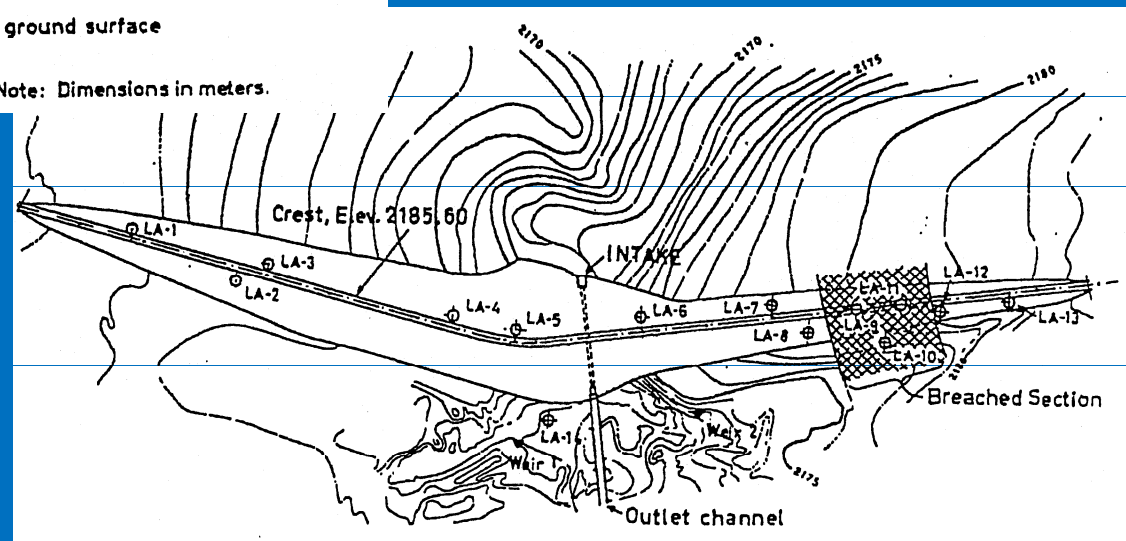 ground surface
Note: Dimensions in meters.
2170
2170
2175
2180
Crest, Elev. 2185.60
LA-1
LA-3
LA-2
INTAKE
LA-4
LA-5
LA-6
LA-7
LA-8
LA-11
LA-12
LA-9
LA-13
LA-10
Breached Section
LA-14
Weir 2
Weir 1
2175
Outlet channel